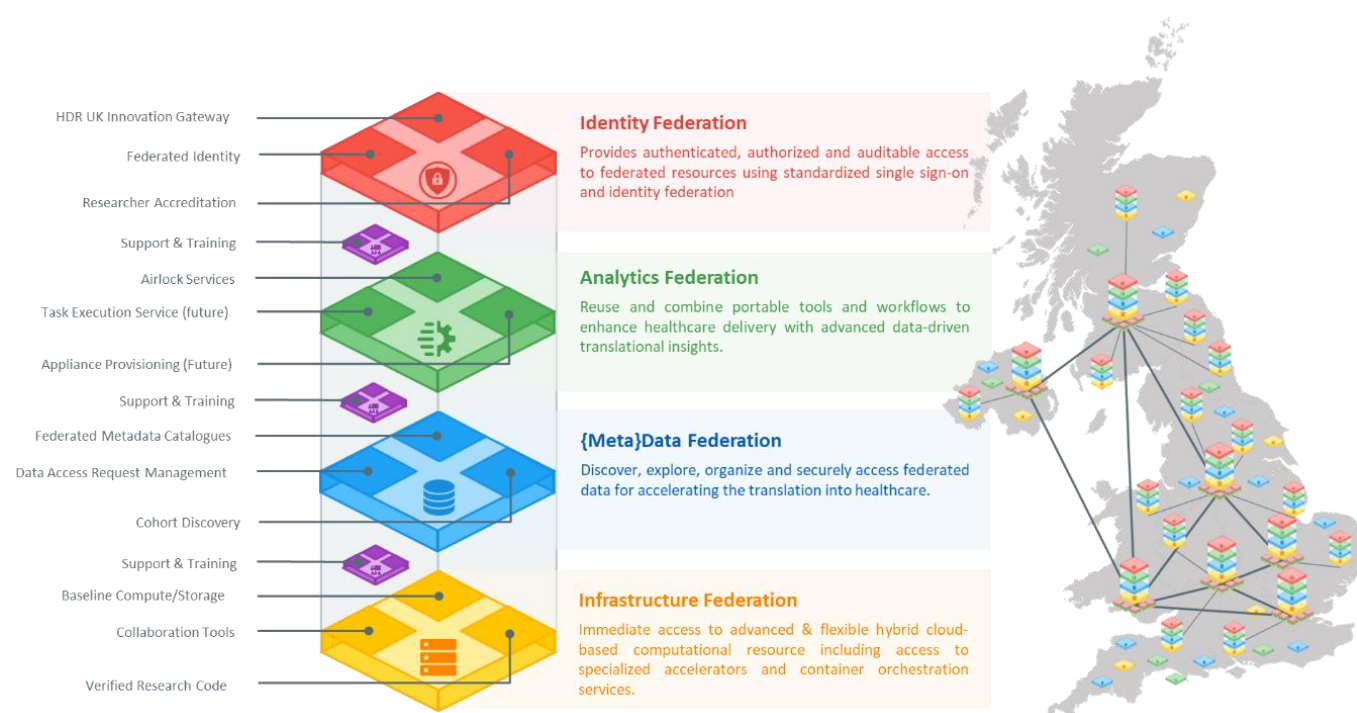 HDR UK Innovation Gateway
Federated Identity
Researcher Accreditation
Support & Training
Airlock Services
Task Execution Service (future)
Appliance Provisioning (Future)
Support & Training
Federated Metadata Catalogues
Data Access Request Management
Cohort Discovery
Support & Training
Baseline Compute/Storage
Collaboration Tools
Verified Research Code
Identity Federation
Provides authenticated, authorized and auditable access
to federated resources using standardized single sign-on
and identity federation
Analytics Federation
Reuse and combine portable tools and workflows to
enhance healthcare delivery with advanced data-driven
translational insights.
{Meta}Data Federation
Discover, explore, organize and securely access federated
data for accelerating the translation into healthcare.
Infrastructure Federation
Immediate access to advanced & flexible hybrid cloud-
based computational resource including access to
specialized accelerators and container orchestration
services.